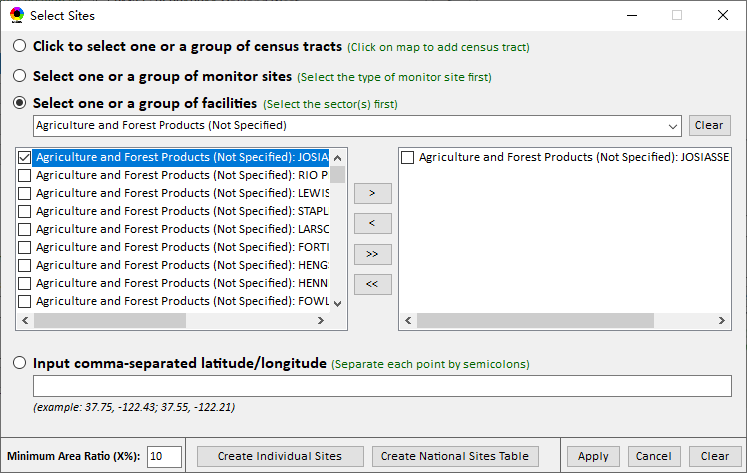 Select Sites
Click to select one or a group of census tracts (Click on map to add census tract)
Select one or a group of monitor sites (Select the type of monitor site first)
Select one or a group of facilities (Select the sector(s) first)
Agriculture and Forest Products (Not Specified)
Clear
Agriculture and Forest Products (Not Specified): JOSIA
Agriculture and Forest Products (Not Specified): RIO P
Agriculture and Forest Products (Not Specified): LEWIS
Agriculture and Forest Products (Not Specified): STAPL
Agriculture and Forest Products (Not Specified): LARSC
Agriculture and Forest Products (Not Specified): FORTI
Agriculture and Forest Products (Not Specified): HENG
Agriculture and Forest Products (Not Specified): HENN
Agriculture and Forest Products (Not Specified): FOWL
>
<
>>
<<
Agriculture and Forest Products (Not Specified): JOSIASSE
Input comma-separated latitude/longitude (Separate each point by semicolons)
(example: 37.75, -122.43; 37.55, -122.21)
Minimum Area Ratio (X%): 10
Create Individual Sites
Create National Sites Table
Apply
Cancel
Clear